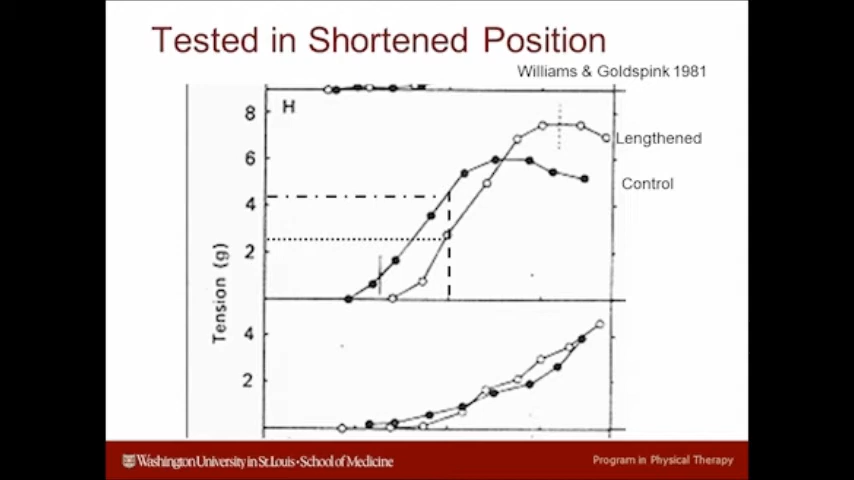 Tested in Shortened Position
Williams & Goldspink 1981
H
8
6
4
2
Lengthened
Control
Tension (g)
4
2
Washington University in St. Louis • School of Medicine
Program in Physical Therapy